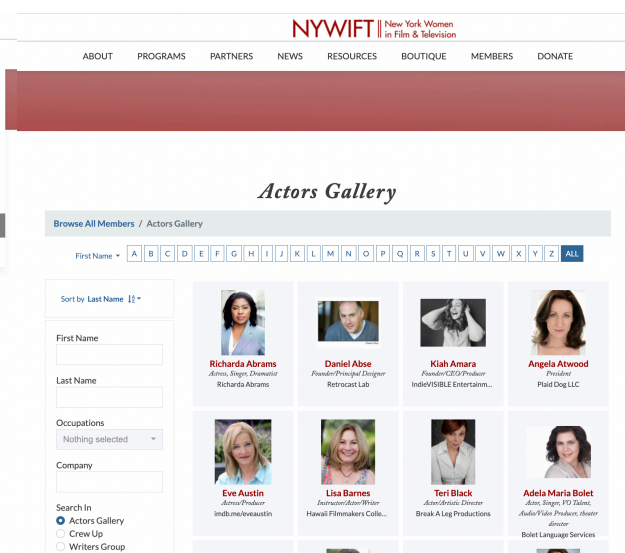 NYWIFT New York Women
in Film & Television
ABOUT PROGRAMS PARTNERS NEWS RESOURCES BOUTIQUE MEMBERS DONATE
Actors Gallery
Browse All Members / Actors Gallery
First Name A B C D E F G H I J K L M N O P Q R S T U V W X Y Z ALL
Sort by Last Name
First Name
Last Name
Occupations
Nothing selected
Company
Search In
Actors Gallery
Crew Up
Writers Group
Richarda Abrams
Actress, Singer, Dramatist
Richarda Abrams
Daniel Abse
Founder/Principal Designer
Retrocast Lab
Kiah Amara
Founder/CEO/Producer
IndieVISIBLE Entertainm...
Angela Atwood
President
Plaid Dog LLC
Eve Austin
Actress/Producer
imdb.me/eveaustin
Lisa Barnes
Instructor/Actor/Writer
Hawaii Filmmakers Colle...
Teri Black
Actor/Artistic Director
Break A Leg Productions
Adela Maria Bolet
Actor, Singer, VO Talent,
Audio/Video Producer, theater
director
Bolet Language Services